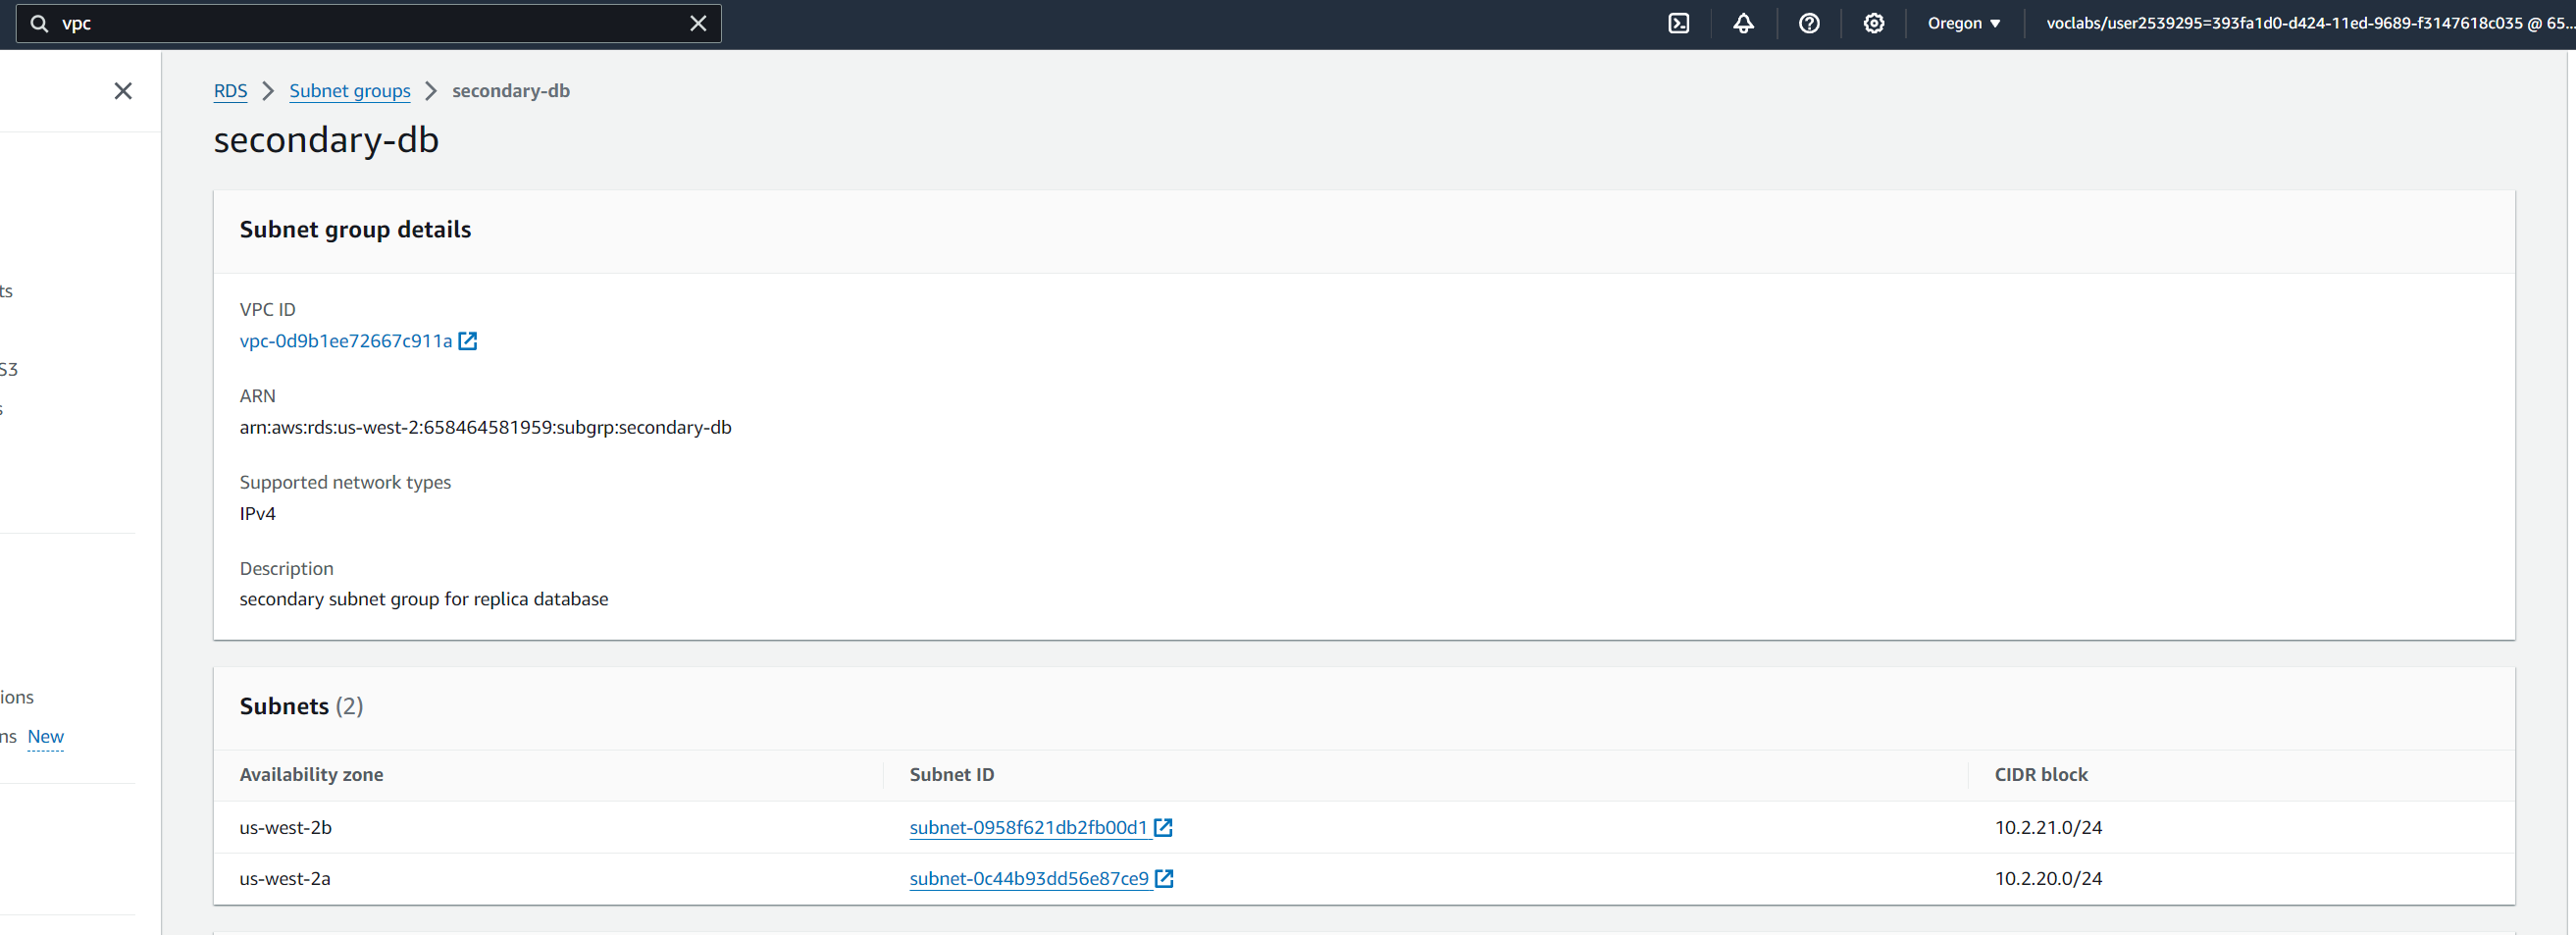 vpc
Oregon ▼
voclabs/user2539295=393fa1d0-d424-11ed-9689-f3147618c035 @ 65...
RDS > Subnet groups > secondary-db
secondary-db
Subnet group details
VPC ID
vpc-0d9b1ee72667c911a
ARN
arn:aws:rds:us-west-2:658464581959:subgrp:secondary-db
Supported network types
IPv4
Description
secondary subnet group for replica database
Subnets (2)
Availability zone Subnet ID CIDR block
us-west-2b subnet-0958f621db2fb00d1 10.2.21.0/24
us-west-2a subnet-0c44b93dd56e87ce9 10.2.20.0/24
ts
S3
s
ions
ns New